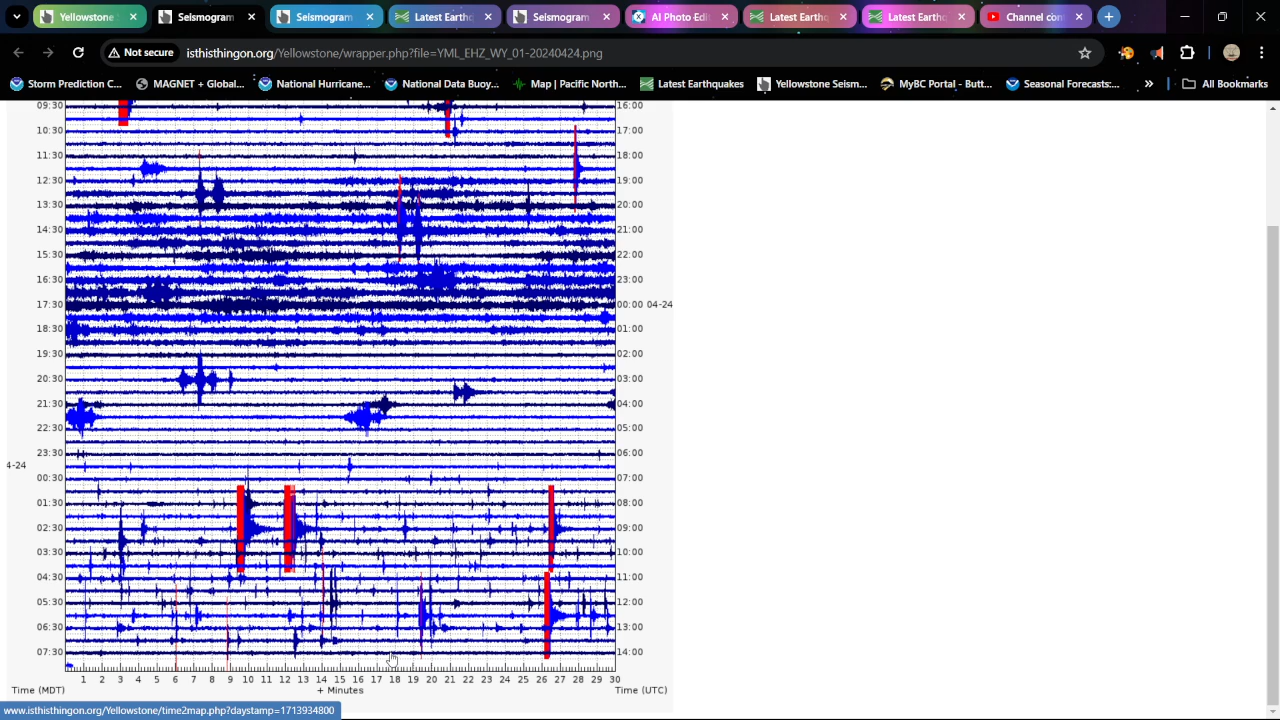 Yellowstone
Seismogram
Seismogram
Latest Earthq
Seismogram
AI Photo Edit
Latest Earthq
Latest Earthq
Channel con
Not secure
isthisthingon.org/Yellowstone/wrapper.php?file=YML_EHZ_WY_01-20240424.png
Storm Prediction C...
MAGNET + Global...
National Hurricane...
National Data Buoy...
Map | Pacific North...
Latest Earthquakes
Yellowstone Seism...
MyCC Portal - Belt...
Seasonal Forecast...
All Bookmarks
09:30 16:00
10:30 17:00
11:30 18:00
12:30 19:00
13:30 20:00
14:30 21:00
15:30 22:00
16:30 23:00
17:30 00:00 04-24
18:30 01:00
19:30 02:00
20:30 03:00
21:30 04:00
22:30 05:00
23:30 06:00
4-24
00:30 07:00
01:30 08:00
02:30 09:00
03:30 10:00
04:30 11:00
05:30 12:00
06:30 13:00
07:30 14:00
1 2 3 4 5 6 7 8 9 10 11 12 13 14 15 16 17 18 19 20 21 22 23 24 25 26 27 28 29 30
Time (MDT) + Minutes Time (UTC)
www.isthisthingon.org/Yellowstone/time2map.php?daystamp=1713934800